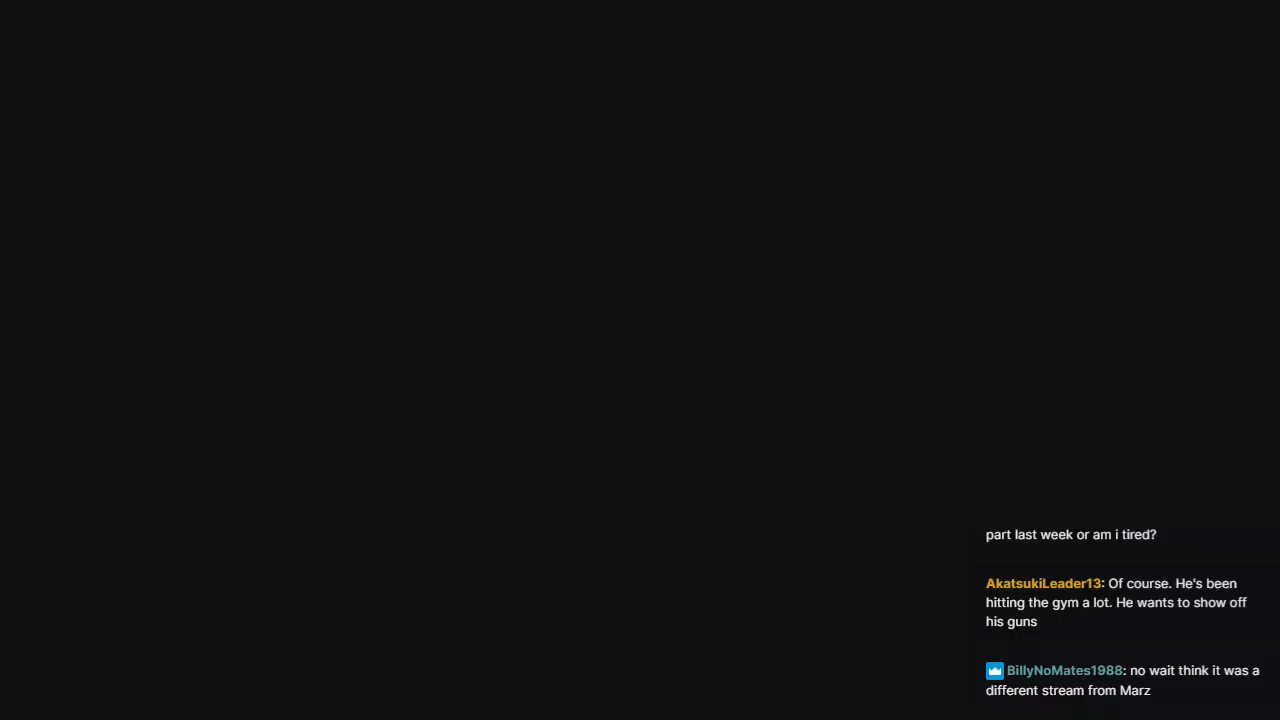 part last week or am i tired?
AkatsukiLeader13: Of course. He's been
hitting the gym a lot. He wants to show off
his guns
BillyNoMates1988: no wait think it was a
different stream from Marz